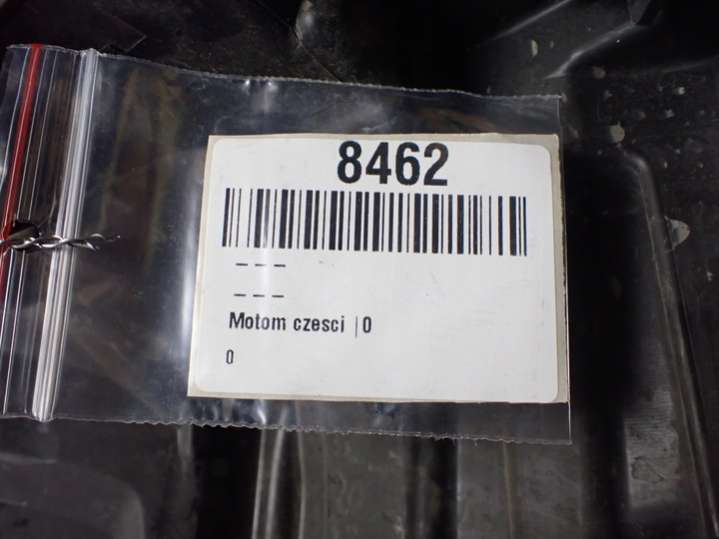 8462
---
---
Motom czesci |0
0